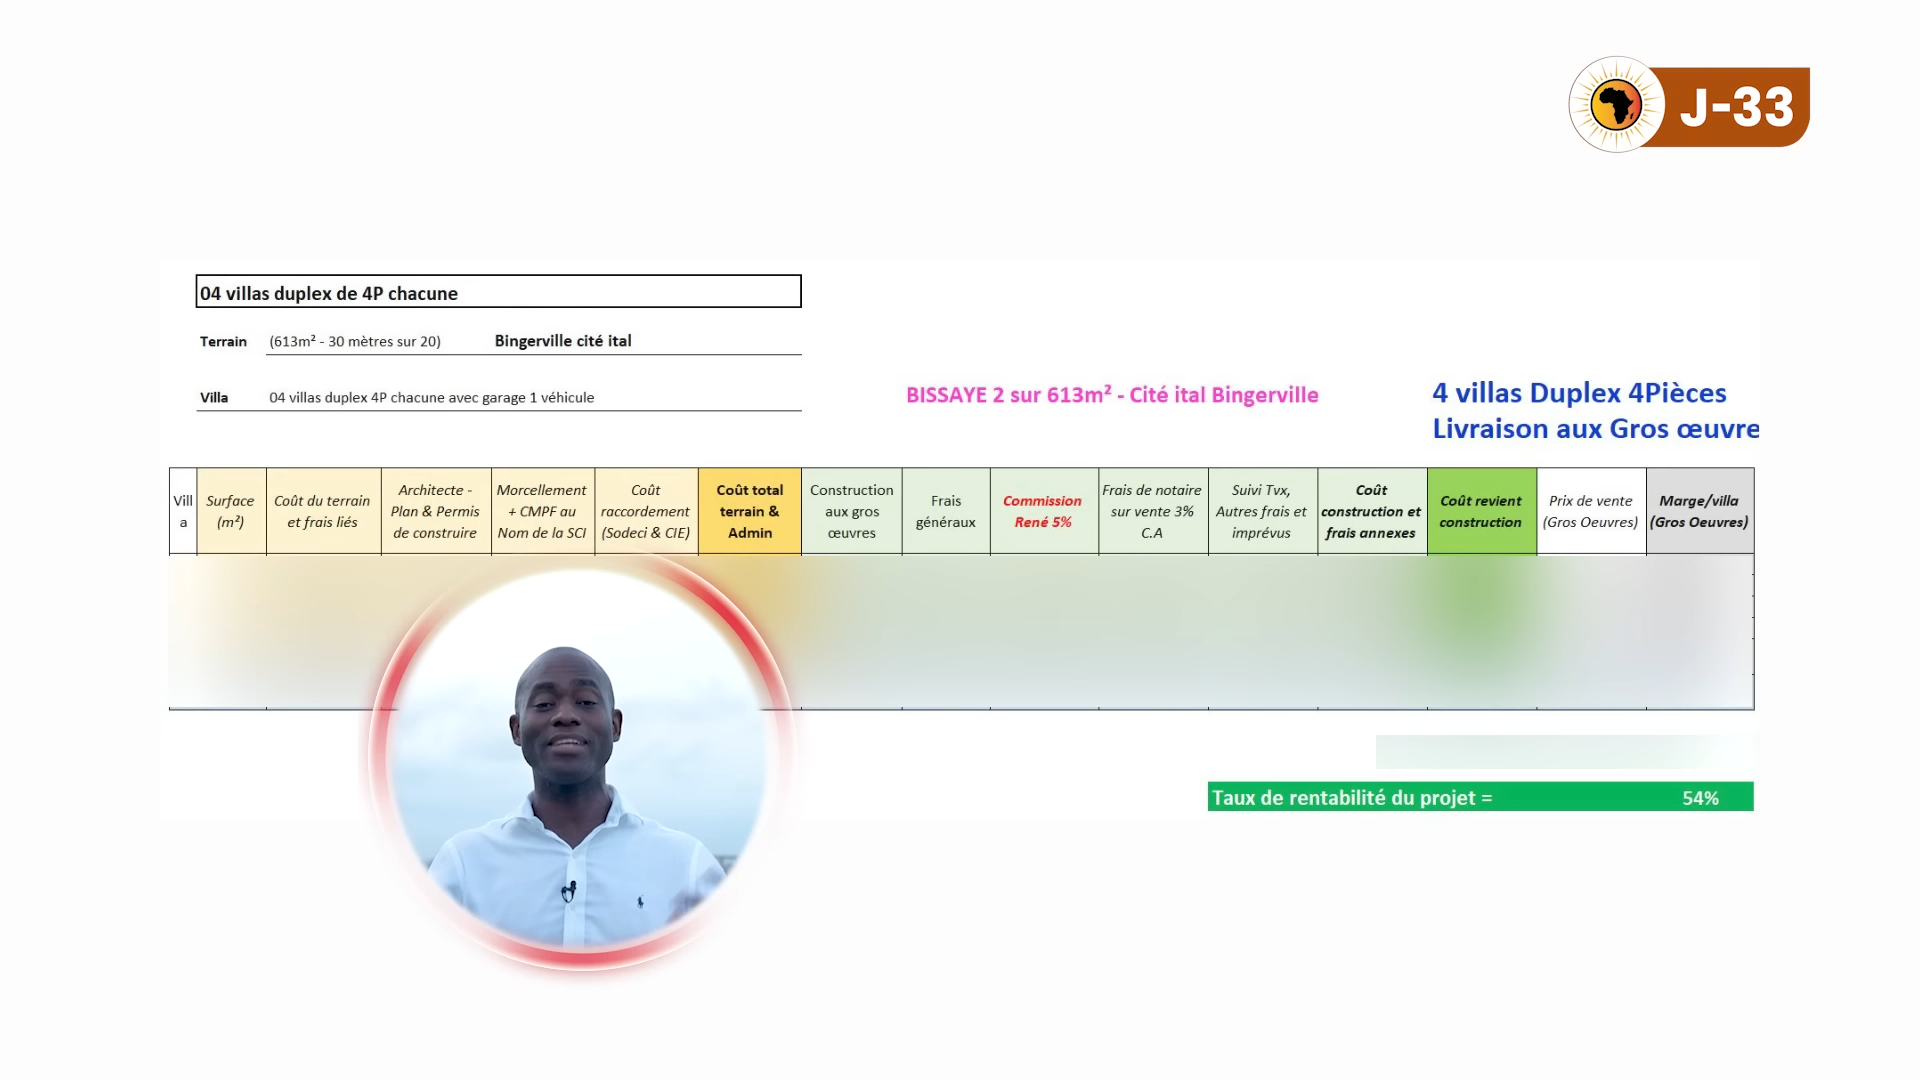 J-33
04 villas duplex de 4P chacune
Terrain (613m² - 30 mètres sur 20) Bingerville cité ital
Villa 04 villas duplex 4P chacune avec garage 1 véhicule
BISSAYE 2 sur 613m² - Cité ital Bingerville
4 villas Duplex 4Pièces
Livraison aux Gros œuvre
Vill
a
Surface
(m²)
Coût du terrain
et frais liés
Architecte -
Plan & Permis
de construire
Morcellement
+ CMPF au
Nom de la SCI
Coût
raccordement
(Sodeci & CIE)
Coût total
terrain &
Admin
Construction
aux gros
œuvres
Frais
généraux
Commission
René 5%
Frais de notaire
sur vente 3%
C.A
Suivi Tvx,
Autres frais et
imprévus
Coût
construction et
frais annexes
Coût revient
construction
Prix de vente
(Gros Oeuvres)
Marge/villa
(Gros Oeuvres)
Taux de rentabilité du projet = 54%